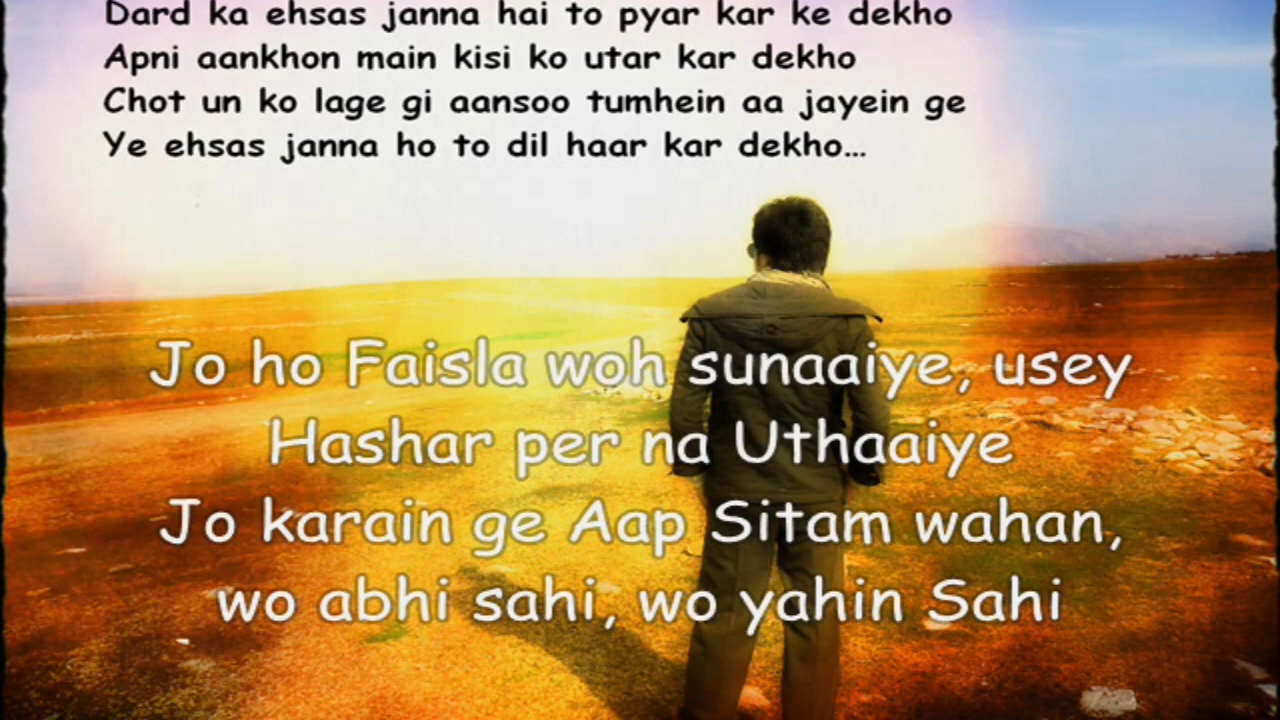 Dard ka ehsas janna hai to pyar kar ke dekho
Apni aankhon main kisi ko utar kar dekho
Chot un ko lage gi aansoo tumhein aa jayein ge
Ye ehsas janna ho to dil haar kar dekho...
Jo ho Faisla woh sunaaiye, usey
Hashar per na Uthaaiye
Jo karain ge Aap Sitam wahan,
wo abhi sahi, wo yahin Sahi